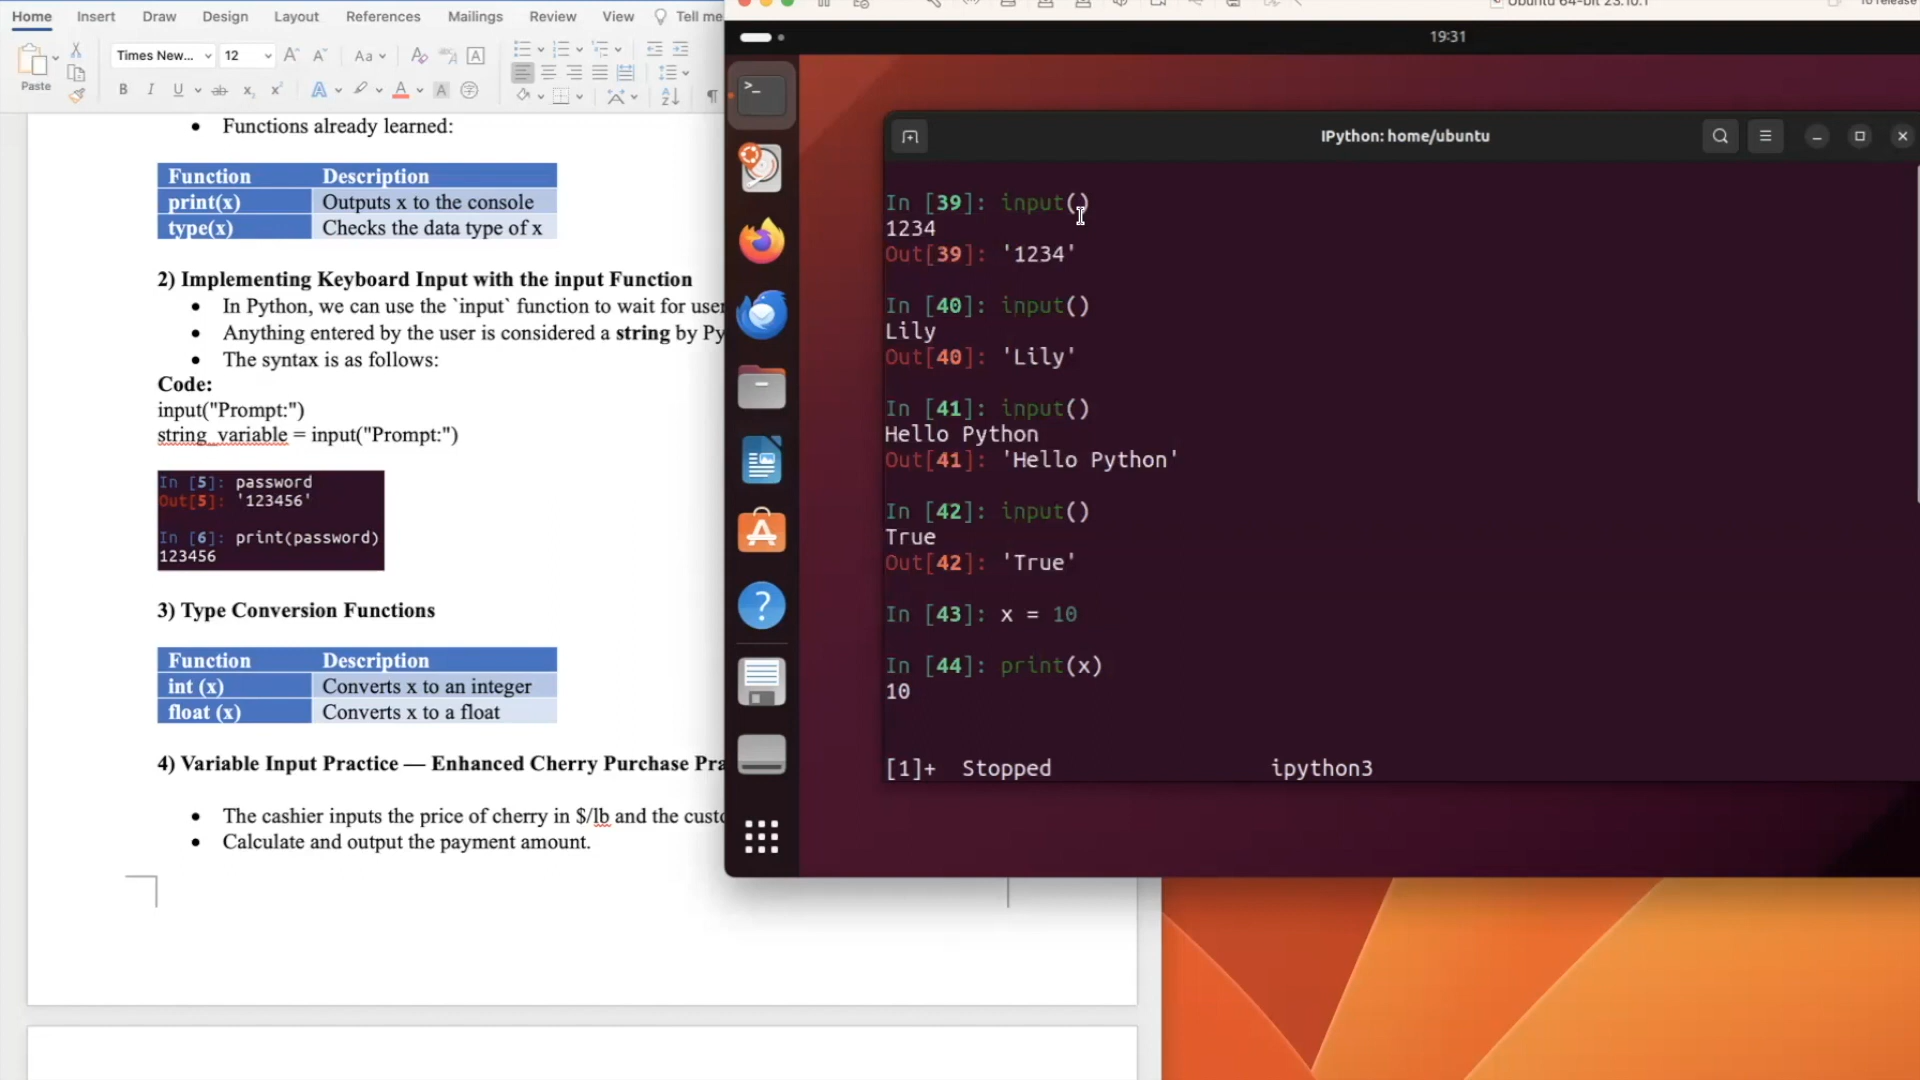 Home Insert Draw Design Layout References Mailings Review View Tell me
Paste
Times New... 12
Functions already learned:
Function Description
print(x) Outputs x to the console
type(x) Checks the data type of x
2) Implementing Keyboard Input with the input Function
In Python, we can use the `input` function to wait for user
Anything entered by the user is considered a string by Py
The syntax is as follows:
Code:
input("Prompt:")
string_variable = input("Prompt:")
In [5]: password
Out[5]: '123456'
In [6]: print(password)
123456
3) Type Conversion Functions
Function Description
int (x) Converts x to an integer
float (x) Converts x to a float
4) Variable Input Practice — Enhanced Cherry Purchase Pra
The cashier inputs the price of cherry in $/lb and the custo
Calculate and output the payment amount.
Ubuntu 64-bit 23.10.1
19:31
IPython: home/ubuntu
In [39]: input()
1234
Out[39]: '1234'
In [40]: input()
Lily
Out[40]: 'Lily'
In [41]: input()
Hello Python
Out[41]: 'Hello Python'
In [42]: input()
True
Out[42]: 'True'
In [43]: x = 10
In [44]: print(x)
10
[1]+ Stopped ipython3